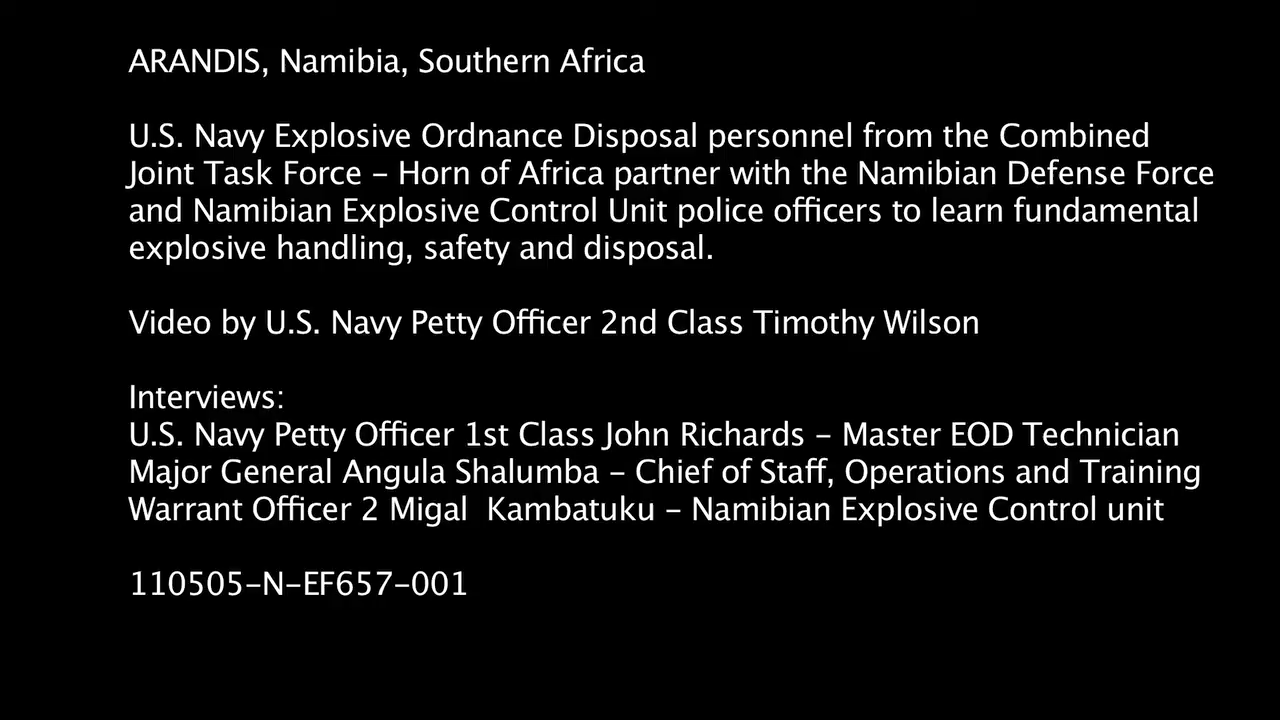 ARANDIS, Namibia, Southern Africa
U.S. Navy Explosive Ordnance Disposal personnel from the Combined
Joint Task Force – Horn of Africa partner with the Namibian Defense Force
and Namibian Explosive Control Unit police officers to learn fundamental
explosive handling, safety and disposal.
Video by U.S. Navy Petty Officer 2nd Class Timothy Wilson
Interviews:
U.S. Navy Petty Officer 1st Class John Richards – Master EOD Technician
Major General Angula Shalumba – Chief of Staff, Operations and Training
Warrant Officer 2 Migal  Kambatuku – Namibian Explosive Control unit
110505-N-EF657-001